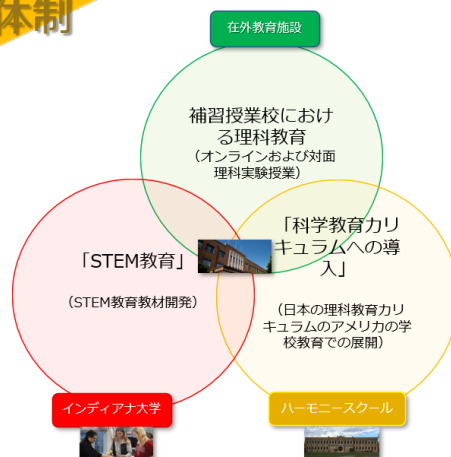 体制
在外教育施設
補習授業校におけ
る理科教育
（オンラインおよび対面
理科実験授業）
「STEM教育」
（STEM教育教材開発）
「科学教育カリ
キュラムへの導
入」
（日本の理科教育カリ
キュラムのアメリカの学
校教育での展開）
インディアナ大学
ハーモニースクール